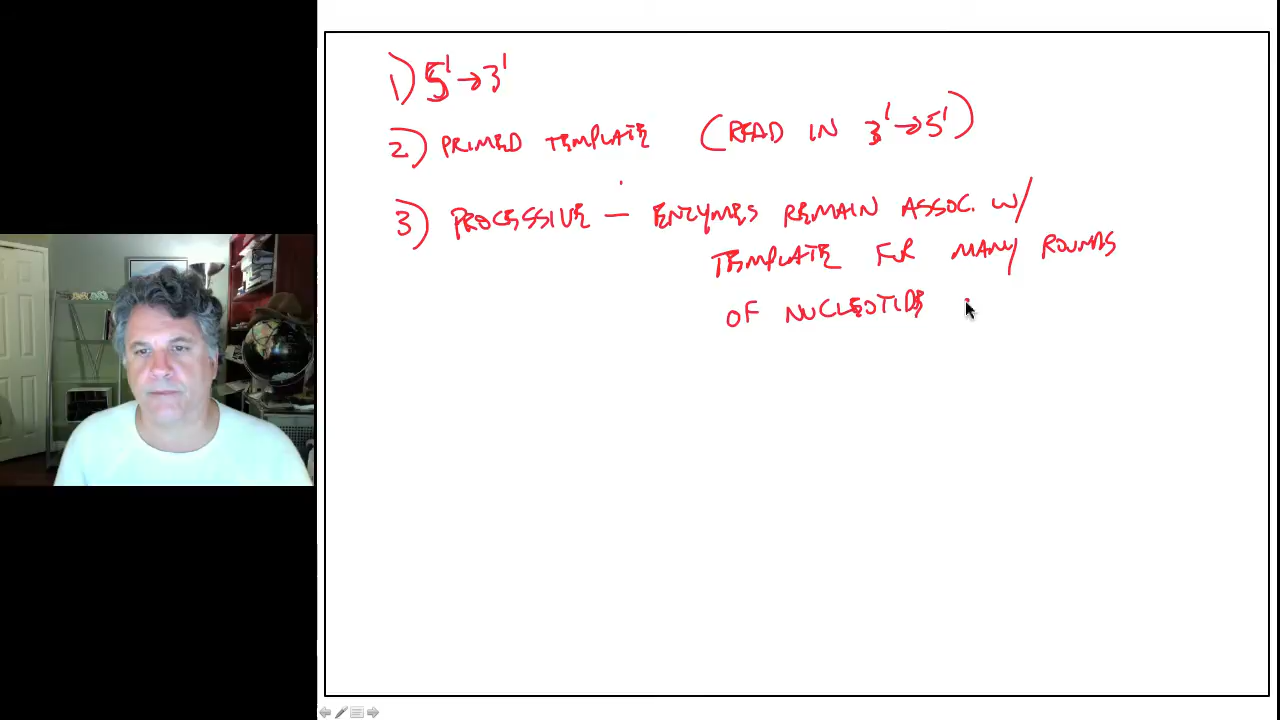 1) 5' → 3'
2) PRIMED TEMPLATE (READ IN 3' → 5')
3) PROCESSIVE — ENZYMES REMAIN ASSOC. W/
TEMPLATE FOR MANY ROUNDS
OF NUCLEOTIDE